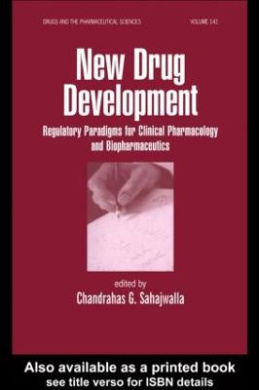 DRUGS AND THE PHARMACEUTICAL SCIENCES VOLUME 141
New Drug
Development
Regulatory Paradigms for Clinical Pharmacology
and Biopharmaceutics
edited by
Chandrahas G. Sahajwalla
Also available as a printed book
see title verso for ISBN details